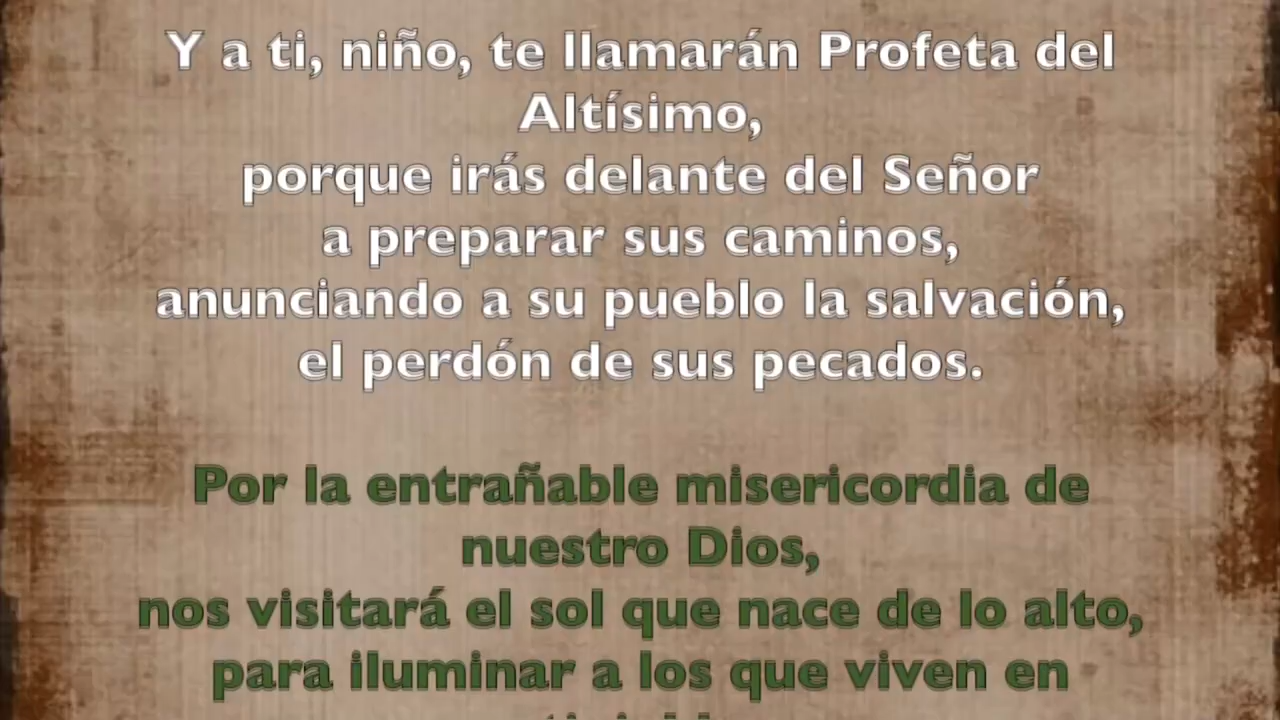 Y a ti, niño, te llamarán Profeta del
Altísimo,
porque irás delante del Señor
a preparar sus caminos,
anunciando a su pueblo la salvación,
el perdón de sus pecados.
Por la entrañable misericordia de
nuestro Dios,
nos visitará el sol que nace de lo alto,
para iluminar a los que viven en